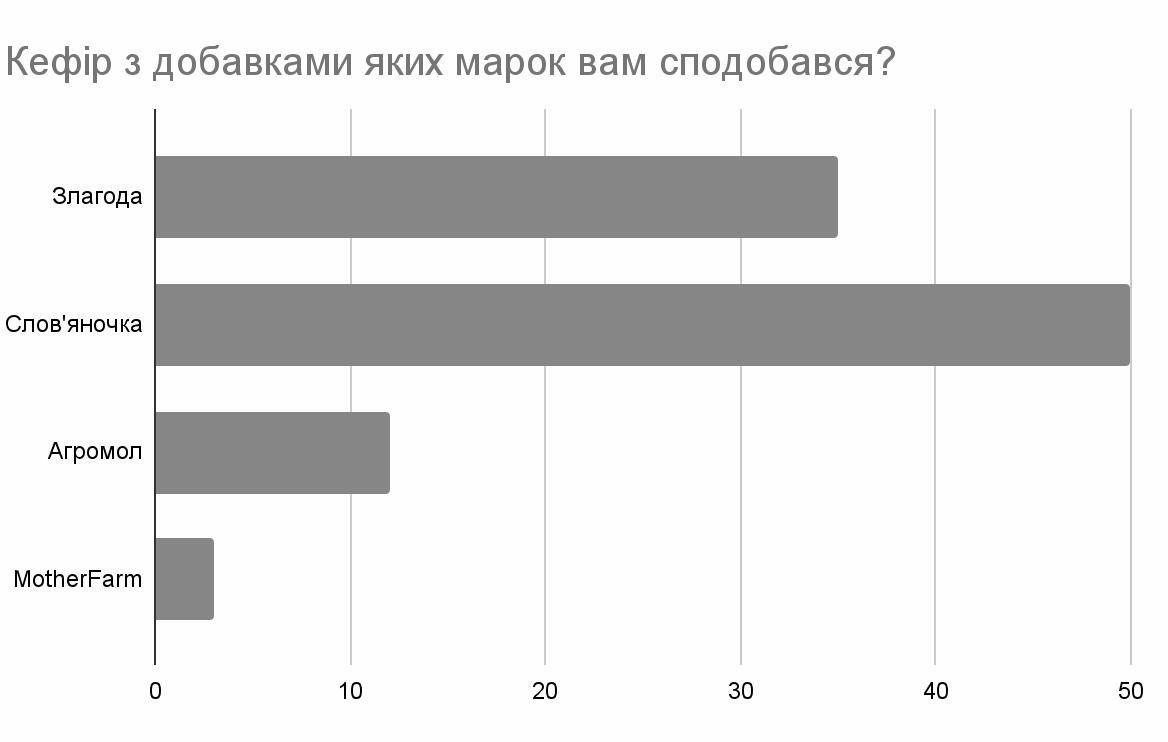 Кефір з добавками яких марок вам сподобався?
Злагода
Слов'яночка
Агромол
MotherFarm
0 10 20 30 40 50